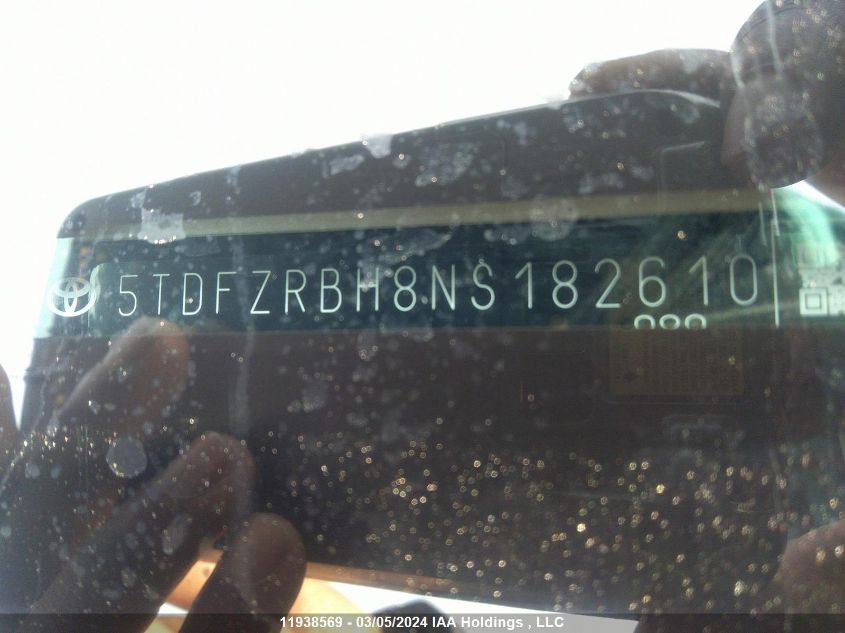 5TDFZRBH8NS182610
11938569 - 03/05/2024 IAA Holdings , LLC